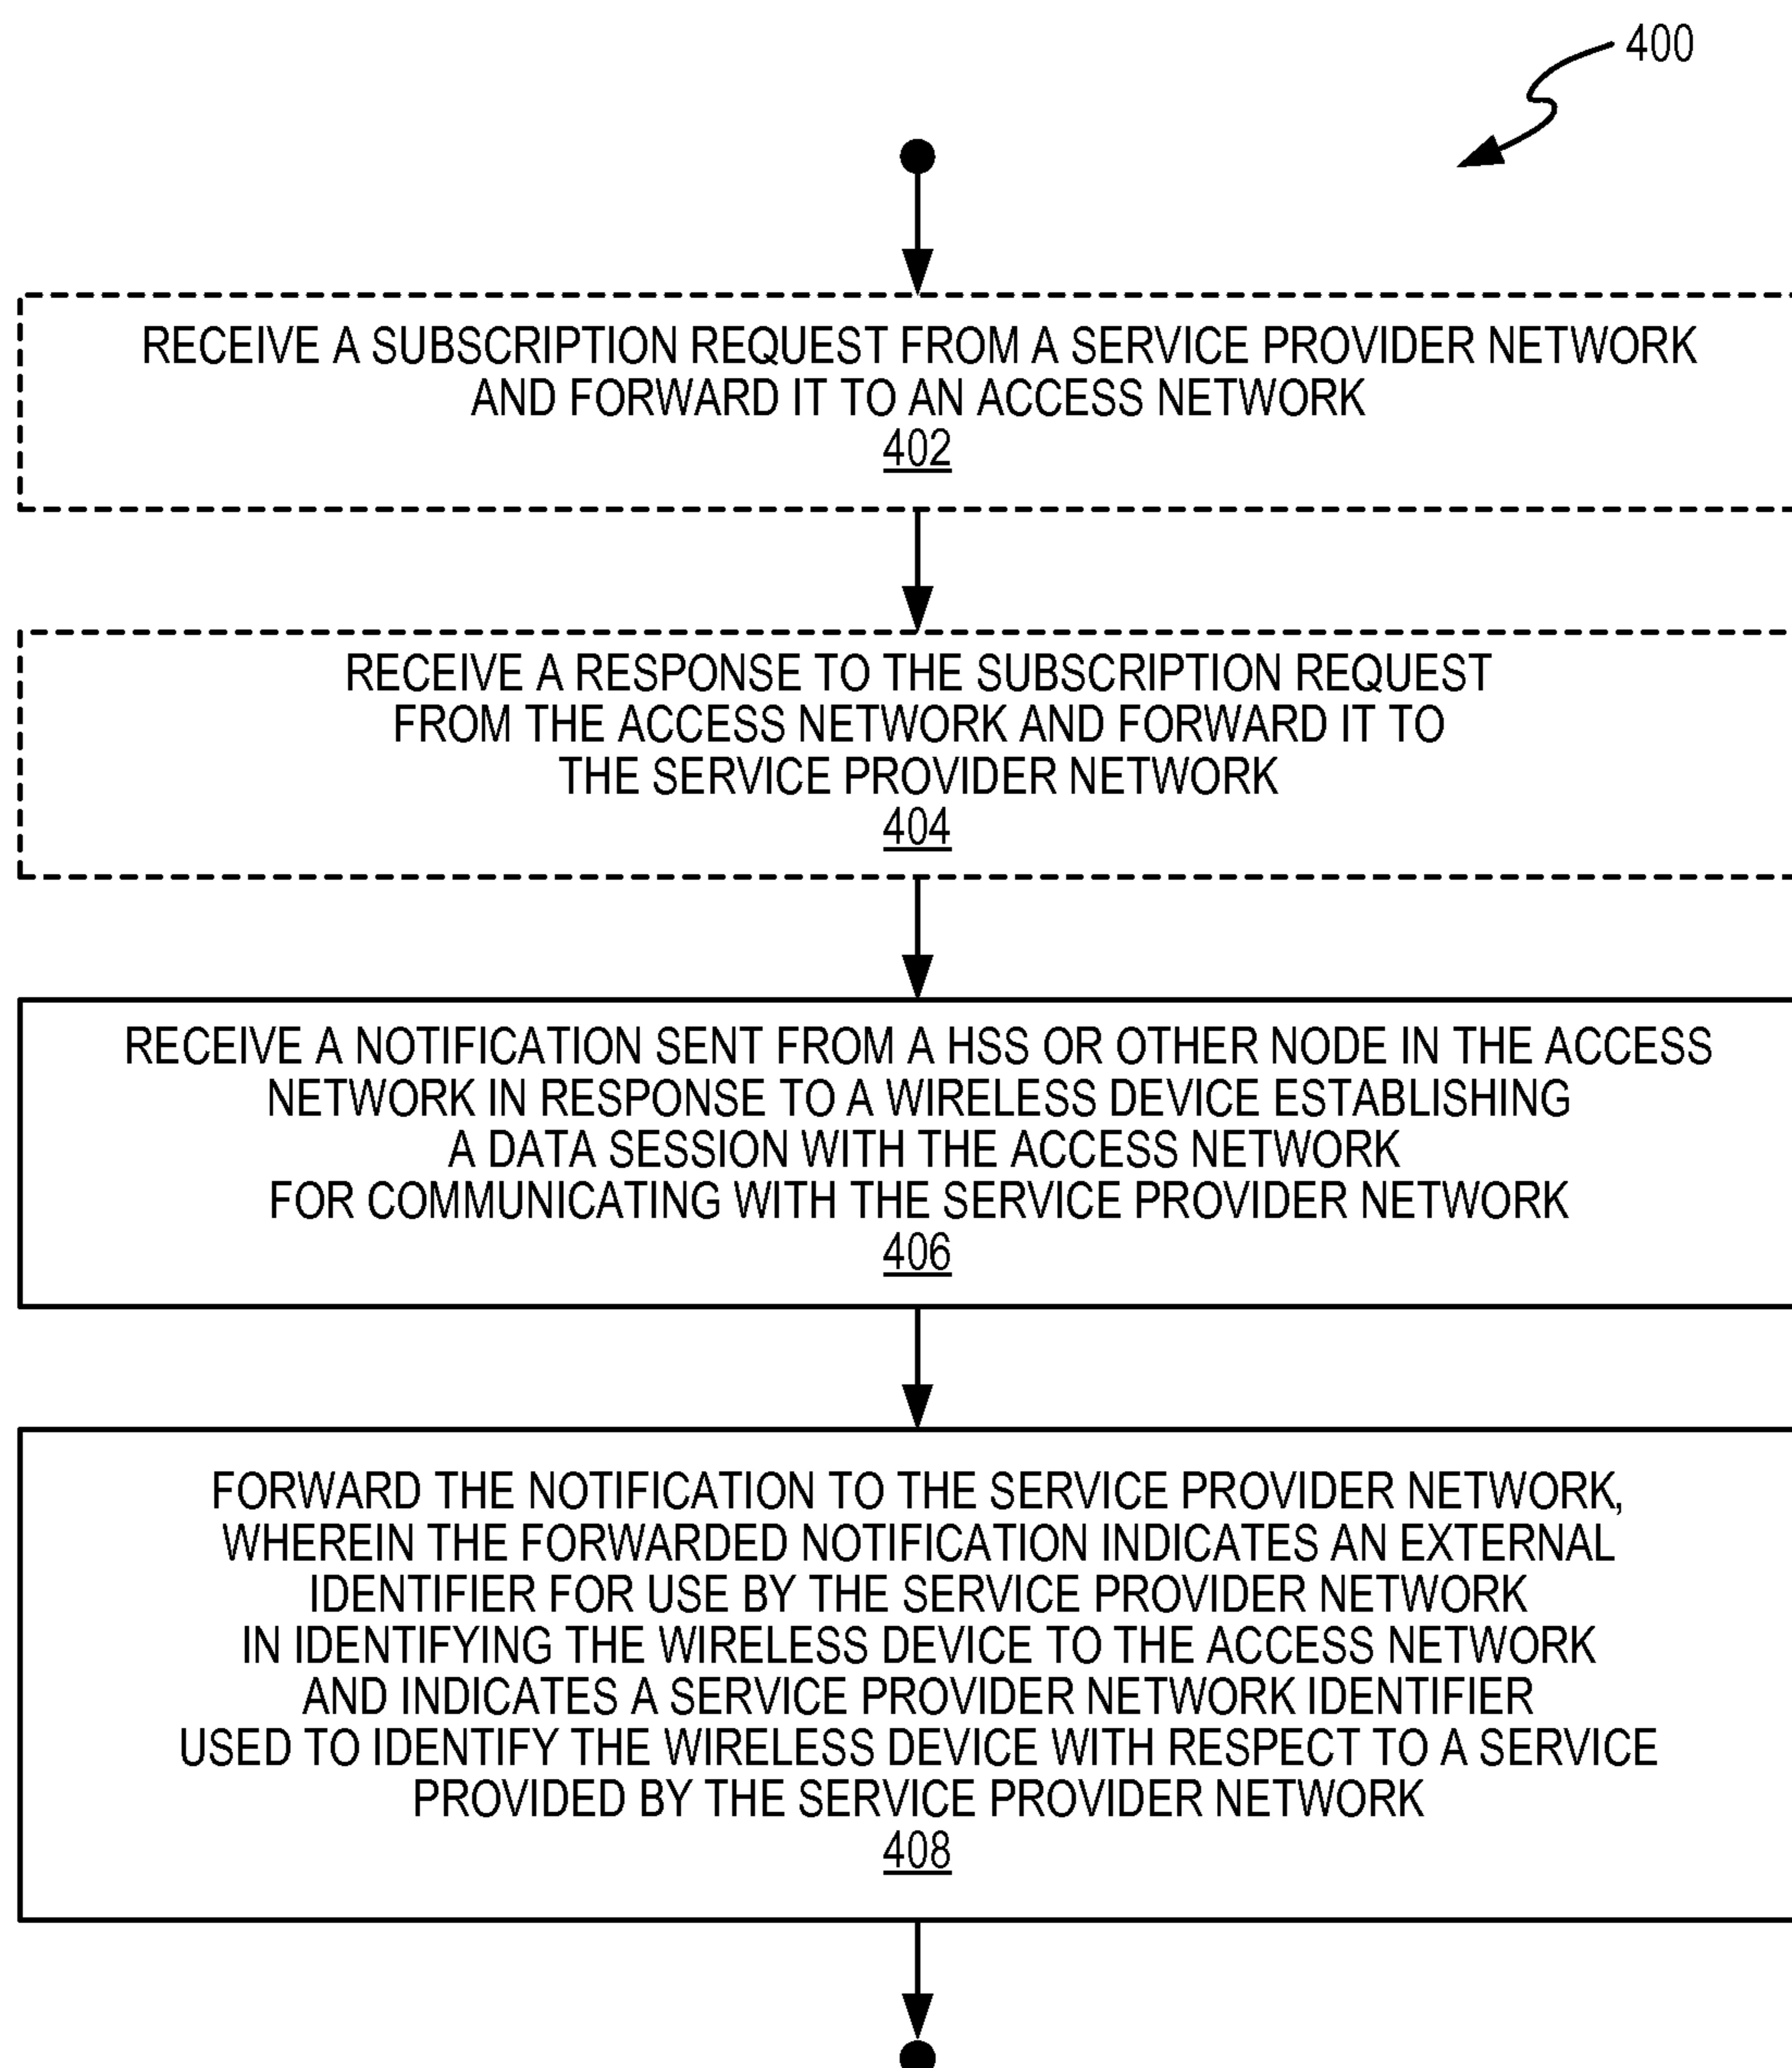 400
RECEIVE A SUBSCRIPTION REQUEST FROM A SERVICE PROVIDER NETWORK
AND FORWARD IT TO AN ACCESS NETWORK
402
RECEIVE A RESPONSE TO THE SUBSCRIPTION REQUEST
FROM THE ACCESS NETWORK AND FORWARD IT TO
THE SERVICE PROVIDER NETWORK
404
RECEIVE A NOTIFICATION SENT FROM A HSS OR OTHER NODE IN THE ACCESS
NETWORK IN RESPONSE TO A WIRELESS DEVICE ESTABLISHING
A DATA SESSION WITH THE ACCESS NETWORK
FOR COMMUNICATING WITH THE SERVICE PROVIDER NETWORK
406
FORWARD THE NOTIFICATION TO THE SERVICE PROVIDER NETWORK,
WHEREIN THE FORWARDED NOTIFICATION INDICATES AN EXTERNAL
IDENTIFIER FOR USE BY THE SERVICE PROVIDER NETWORK
IN IDENTIFYING THE WIRELESS DEVICE TO THE ACCESS NETWORK
AND INDICATES A SERVICE PROVIDER NETWORK IDENTIFIER
USED TO IDENTIFY THE WIRELESS DEVICE WITH RESPECT TO A SERVICE
PROVIDED BY THE SERVICE PROVIDER NETWORK
408